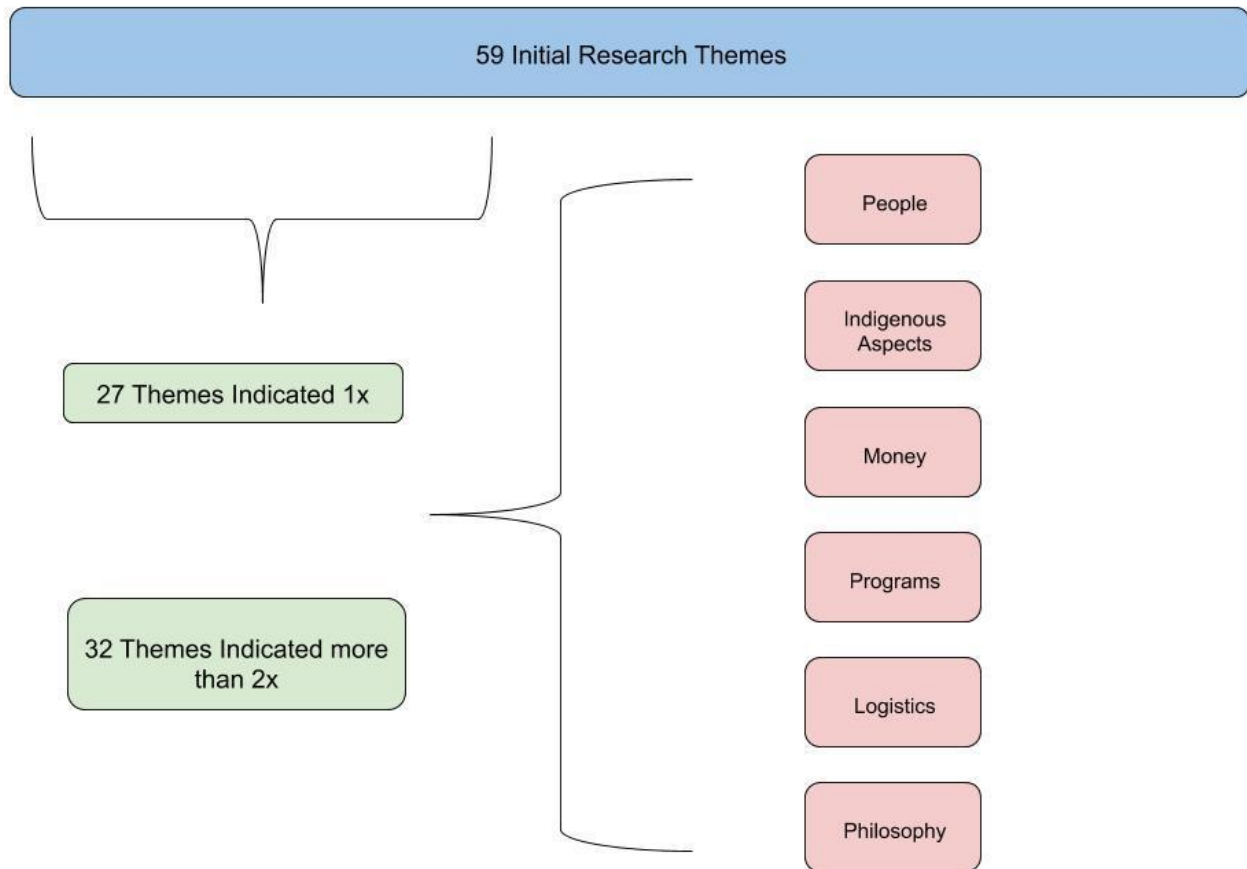 59 Initial Research Themes
People
Indigenous
Aspects
27 Themes Indicated 1x
Money
Programs
32 Themes Indicated more
than 2x
Logistics
Philosophy